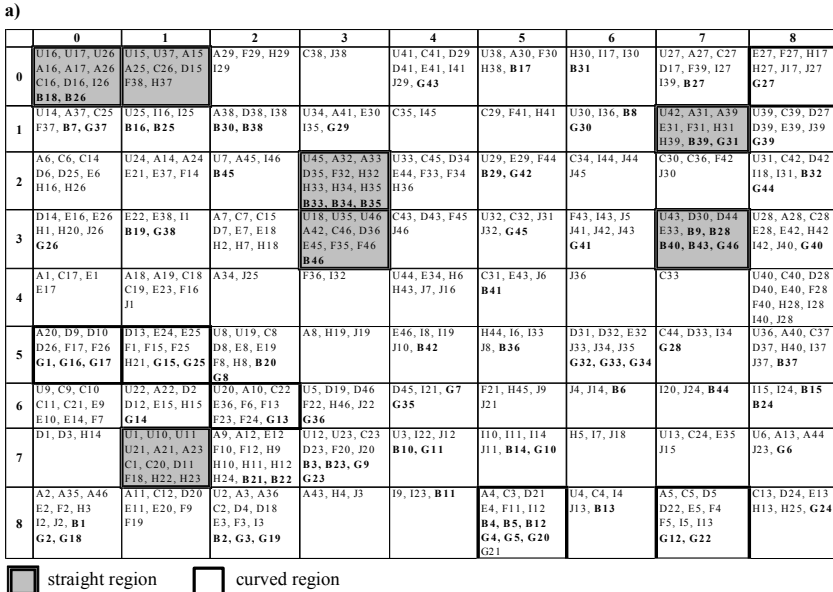 a)
0 1 2 3 4 5 6 7 8
0
U16, U17, U26
A16, A17, A26
C16, D16, I26
B18, B26
U15, U37, A15
A25, C26, D15
F38, H37
A29, F29, H29
I29
C38, J38
U41, C41, D29
D41, E41, I41
J29, G43
U38, A30, F30
H38, B17
H30, I17, I30
B31
U27, A27, C27
D17, F39, I27
I39, B27
E27, F27, H17
H27, J17, J27
G27
1
U14, A37, C25
F37, B7, G37
U25, I16, I25
B16, B25
A38, D38, I38
B30, B38
U34, A41, E30
I35, G29
C35, I45
C29, F41, H41
U30, I36, B8
G30
U42, A31, A39
E31, F31, H31
H39, B39, G31
U39, C39, D27
D39, E39, J39
G39
2
A6, C6, C14
D6, D25, E6
H16, H26
U24, A14, A24
E21, E37, F14
U7, A45, I46
B45
U45, A32, A33
D35, F32, H32
H33, H34, H35
B33, B34, B35
U33, C45, D34
E44, F33, F34
H36
U29, E29, F44
B29, G42
C34, I44, J44
J45
C30, C36, F42
J30
U31, C42, D42
I18, I31, B32
G44
3
D14, E16, E26
H1, H20, J26
G26
E22, E38, I1
B19, G38
A7, C7, C15
D7, E7, E18
H2, H7, H18
U18, U35, U46
A42, C46, D36
E45, F35, F46
B46
C43, D43, F45
J46
U32, C32, J31
J32, G45
F43, I43, J5
J41, J42, J43
G41
U43, D30, D44
E33, B9, B28
B40, B43, G46
U28, A28, C28
E28, E42, H42
I42, J40, G40
4
A1, C17, E1
E17
A18, A19, C18
C19, E23, F16
J1
A34, J25
F36, I32
U44, E34, H6
H43, J7, J16
C31, E43, J6
B41
J36
C33
U40, C40, D28
D40, E40, F28
F40, H28, I28
I40, J28
5
A20, D9, D10
D26, F17, F26
G1, G16, G17
D13, E24, E25
F1, F15, F25
H21, G15, G25
U8, U19, C8
D8, E8, E19
F8, H8, B20
G8
A8, H19, J19
E46, I8, I19
J10, B42
H44, I6, I33
J8, B36
D31, D32, E32
J33, J34, J35
G32, G33, G34
C44, D33, I34
G28
U36, A40, C37
D37, H40, I37
J37, B37
6
U9, C9, C10
C11, C21, E9
E10, E14, F7
U22, A22, D2
D12, E15, H15
G14
U20, A10, C22
E36, F6, F13
F23, F24, G13
U5, D19, D46
F22, H46, J22
G36
D45, I21, G7
G35
F21, H45, J9
J21
J4, J14, B6
I20, J24, B44
I15, I24, B15
B24
7
D1, D3, H14
U1, U10, U11
U21, A21, A23
C1, C20, D11
F18, H22, H23
A9, A12, E12
F10, F12, H9
H10, H11, H12
H24, B21, B22
U12, U23, C23
D23, F20, J20
B3, B23, G9
G23
U3, I22, J12
B10, G11
I10, I11, I14
J11, B14, G10
H5, I7, J18
U13, C24, E35
J15
U6, A13, A44
J23, G6
8
A2, A35, A46
E2, F2, H3
I2, J2, B1
G2, G18
A11, C12, D20
E11, E20, F9
F19
U2, A3, A36
C2, D4, D18
E3, F3, I3
B2, G3, G19
A43, H4, J3
I9, I23, B11
A4, C3, D21
E4, F11, I12
B4, B5, B12
G4, G5, G20
G21
U4, C4, I4
J13, B13
A5, C5, D5
D22, E5, F4
F5, I5, I13
G12, G22
C13, D24, E13
H13, H25, G24
straight region curved region